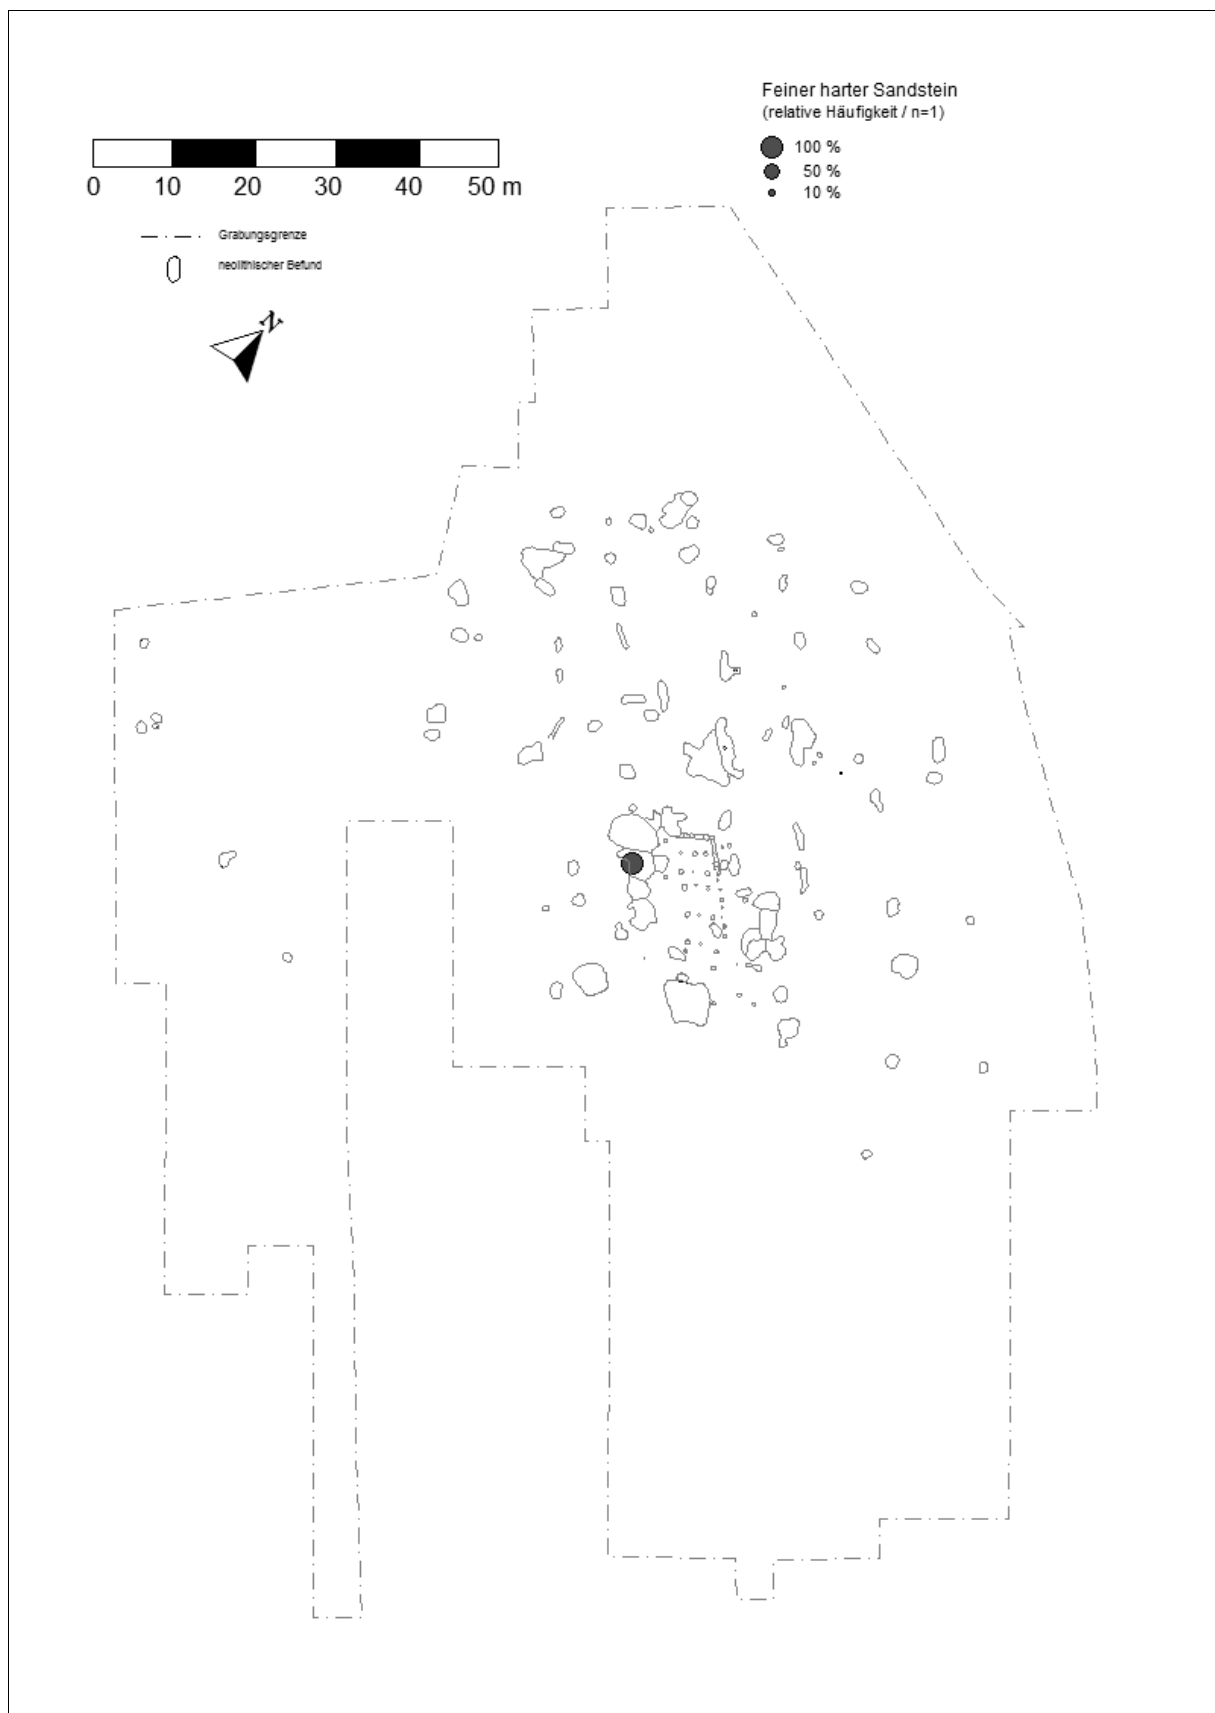 Feiner harter Sandstein
(relative Häufigkeit / n=1)
100 %
50 %
10 %
0 10 20 30 40 50 m
Grabungsgrenze
neolithischer Befund
N